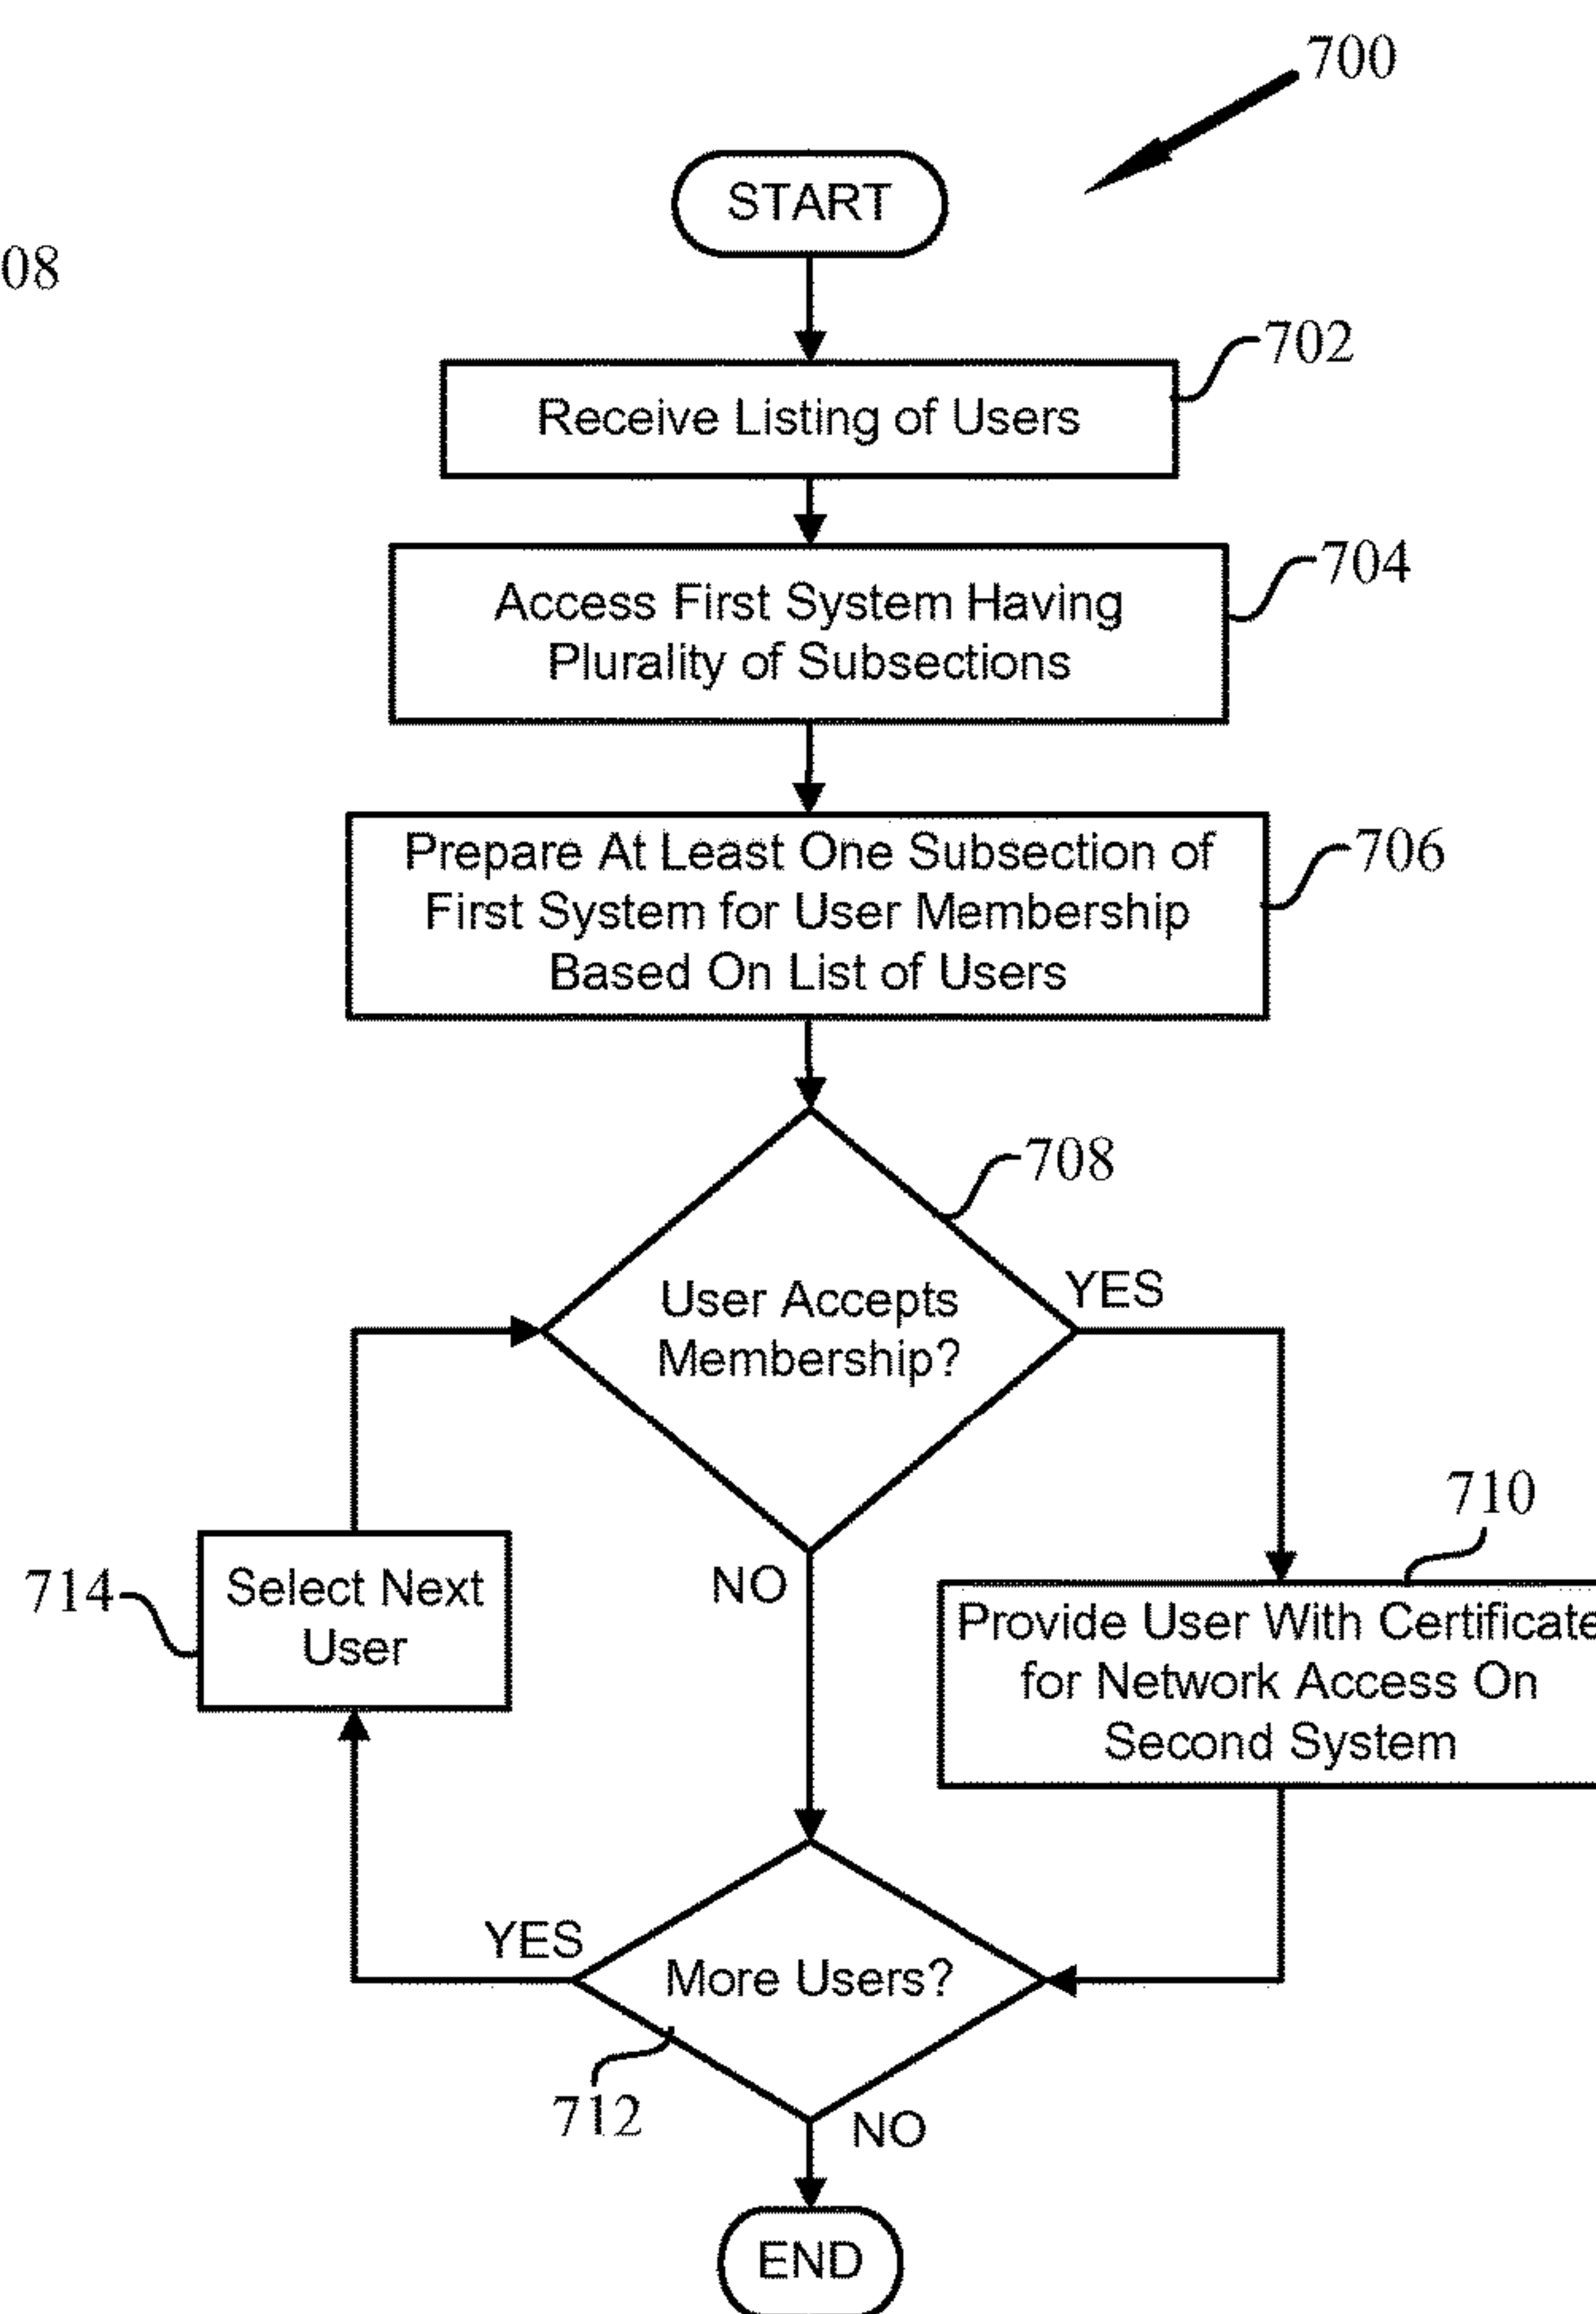 700
START
08
702
Receive Listing of Users
704
Access First System Having
Plurality of Subsections
706
Prepare At Least One Subsection of
First System for User Membership
Based On List of Users
708
User Accepts
Membership?
YES
710
NO
714
Select Next
User
Provide User With Certificate
for Network Access On
Second System
YES
More Users?
712
NO
END